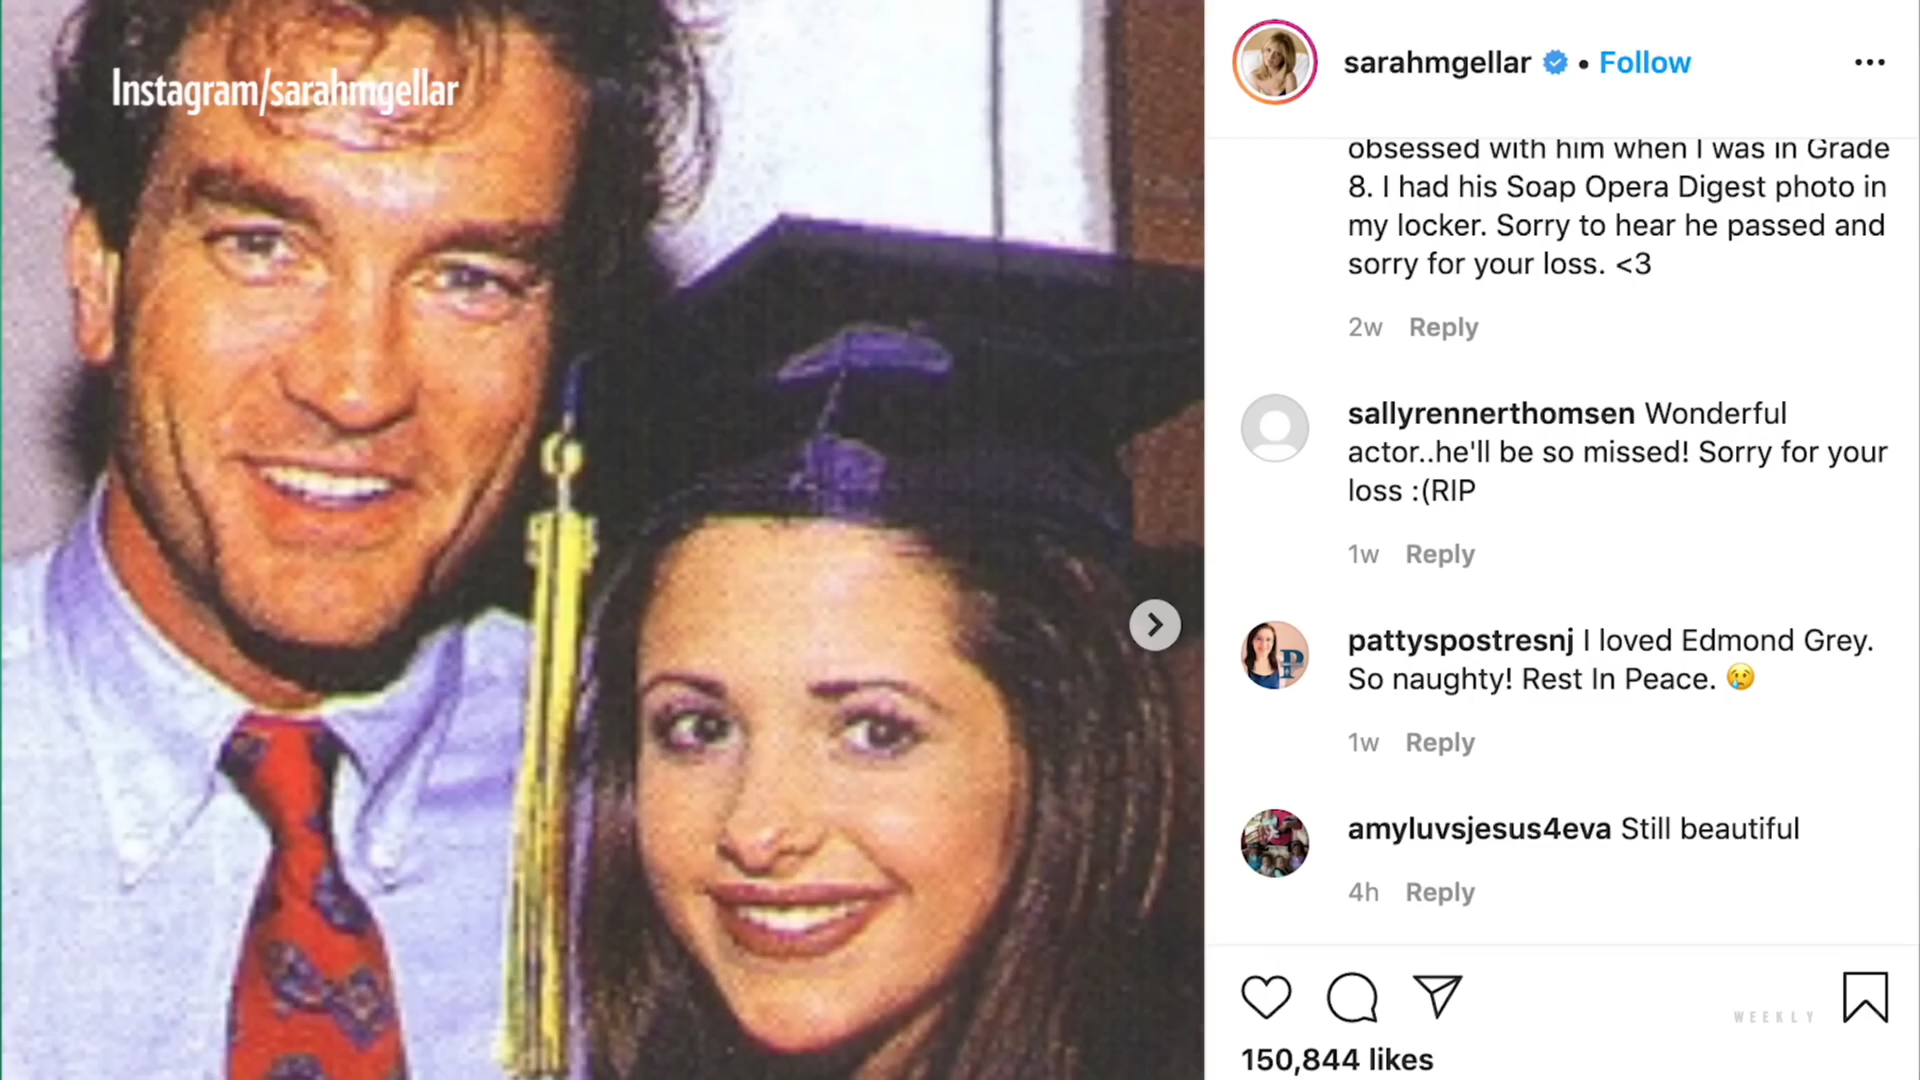 Instagram/sarahmgellar
sarahmgellar • Follow
obsessed with him when I was in Grade
8. I had his Soap Opera Digest photo in
my locker. Sorry to hear he passed and
sorry for your loss. <3
2w Reply
sallyrennerthomsen Wonderful
actor..he'll be so missed! Sorry for your
loss :(RIP
1w Reply
pattyspostresnj I loved Edmond Grey.
So naughty! Rest In Peace. 😢
1w Reply
P
amyluvsjesus4eva Still beautiful
4h Reply
WEEKLY
150,844 likes